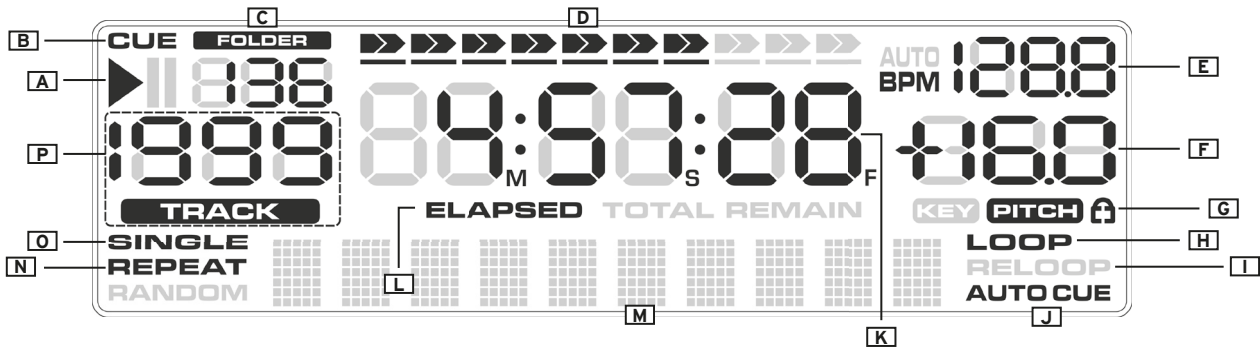 C
D
B
CUE
FOLDER
AUTO
BPM
128.8
E
A
136
P
1999
4:57:28
M
S
F
+16.0
F
TRACK
ELAPSED
TOTAL REMAIN
KEY
PITCH
G
O
SINGLE
LOOP
H
N
REPEAT
L
RELOOP
I
RANDOM
AUTO CUE
M
J
K